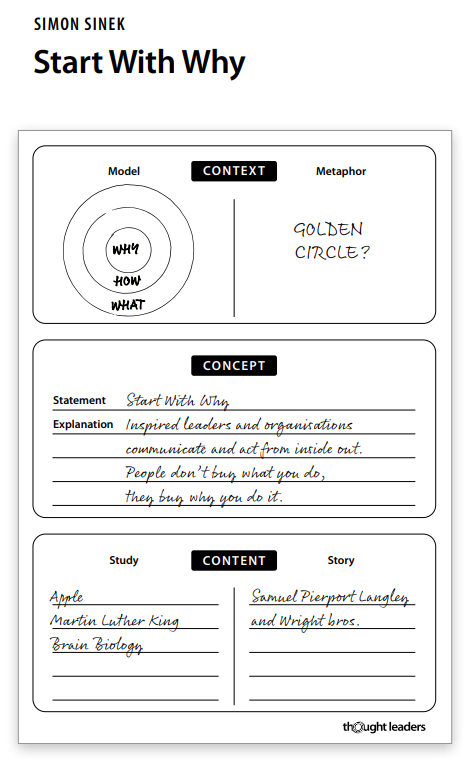 SIMON SINEK
Start With Why
Model CONTEXT Metaphor
WHY
HOW
WHAT
GOLDEN
CIRCLE?
CONCEPT
Statement Start With Why
Explanation Inspired leaders and organisations
communicate and act from inside out.
People don't buy what you do,
they buy why you do it.
Study CONTENT Story
Apple
Martin Luther King
Brain Biology
Samuel Pierport Langley
and Wright bros.
thought leaders